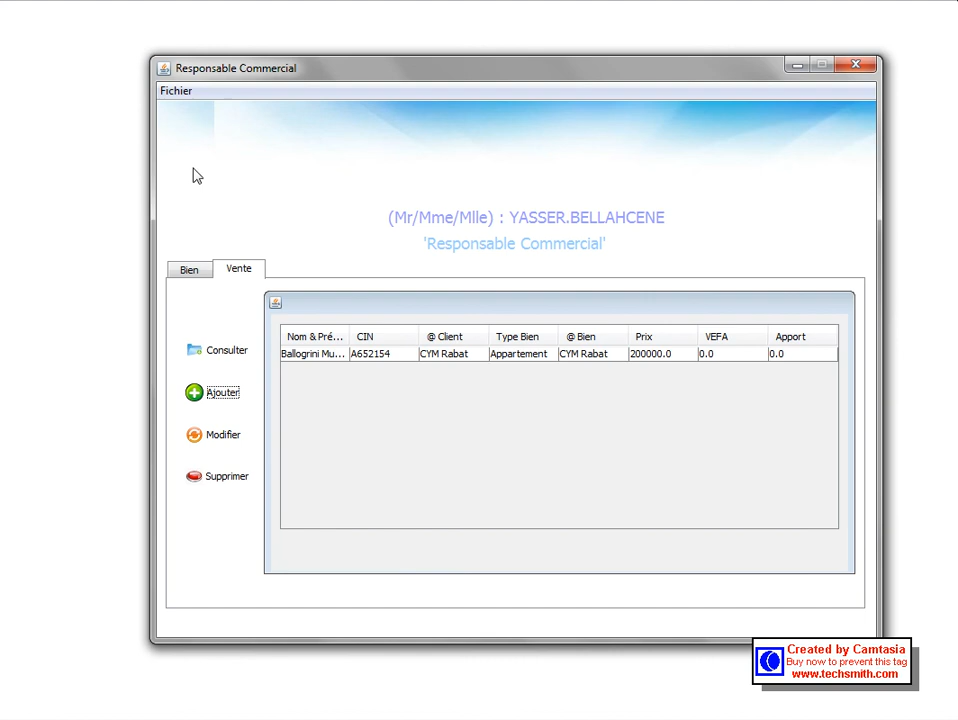 Responsable Commercial
Fichier
(Mr/Mme/Mlle) : YASSER.BELLAHCENE
'Responsable Commercial'
Bien Vente
Nom & Pré... CIN @ Client Type Bien @ Bien Prix VEFA Apport
Ballogrini Mu... A652154 CYM Rabat Appartement CYM Rabat 200000.0 0.0 0.0
Consulter
Ajouter
Modifier
Supprimer
Created by Camtasia
Buy now to prevent this tag
www.techsmith.com